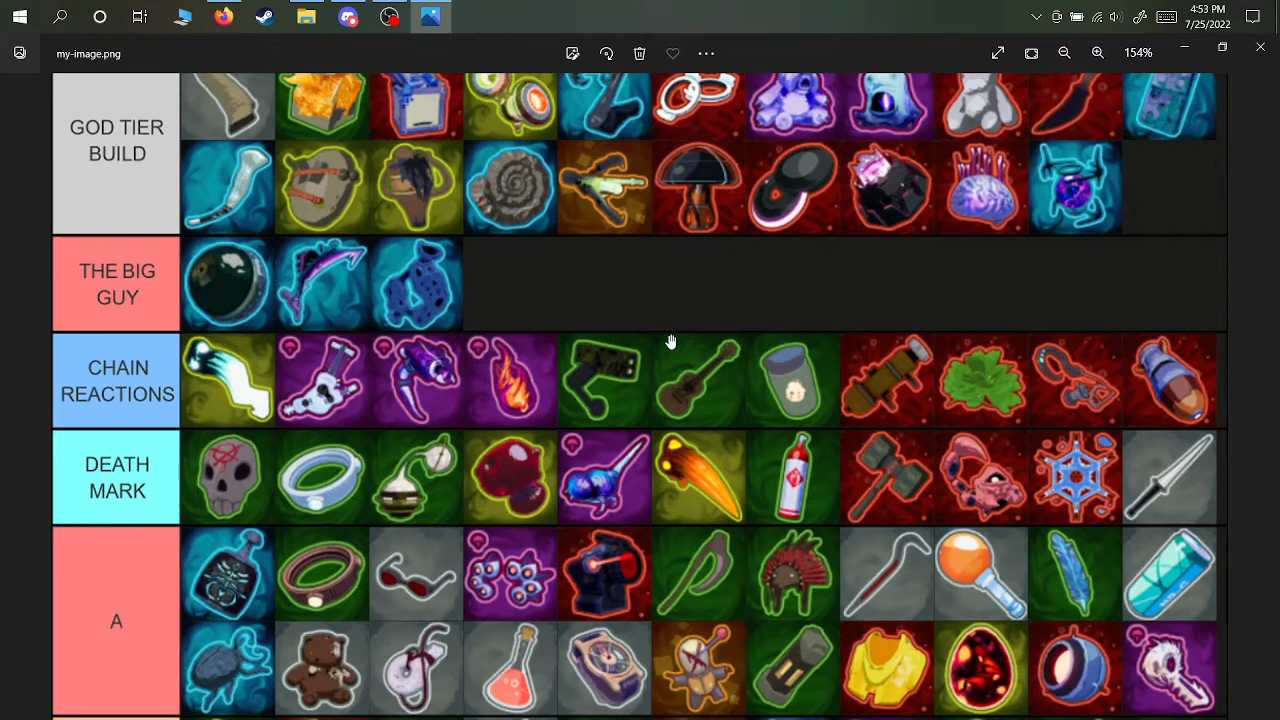 4:53 PM
7/25/2022
my-image.png
154%
GOD TIER
BUILD
THE BIG
GUY
CHAIN
REACTIONS
DEATH
MARK
A